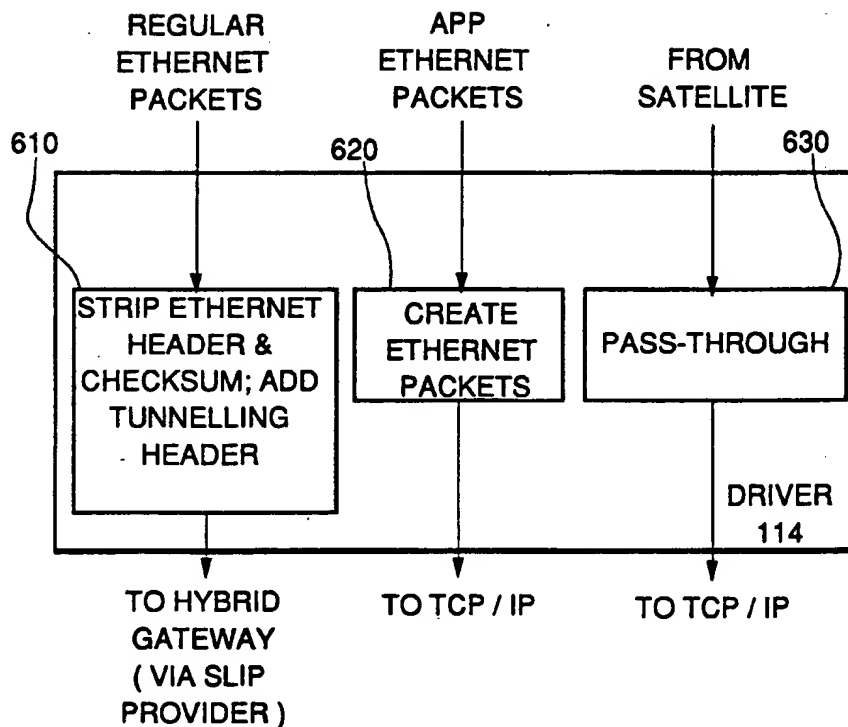 REGULAR
ETHERNET
PACKETS
APP
ETHERNET
PACKETS
FROM
SATELLITE
610
620
630
STRIP ETHERNET
HEADER &
CHECKSUM; ADD
TUNNELLING
HEADER
CREATE
ETHERNET
PACKETS
PASS-THROUGH
DRIVER
114
TO HYBRID
GATEWAY
( VIA SLIP
PROVIDER )
TO TCP / IP
TO TCP / IP